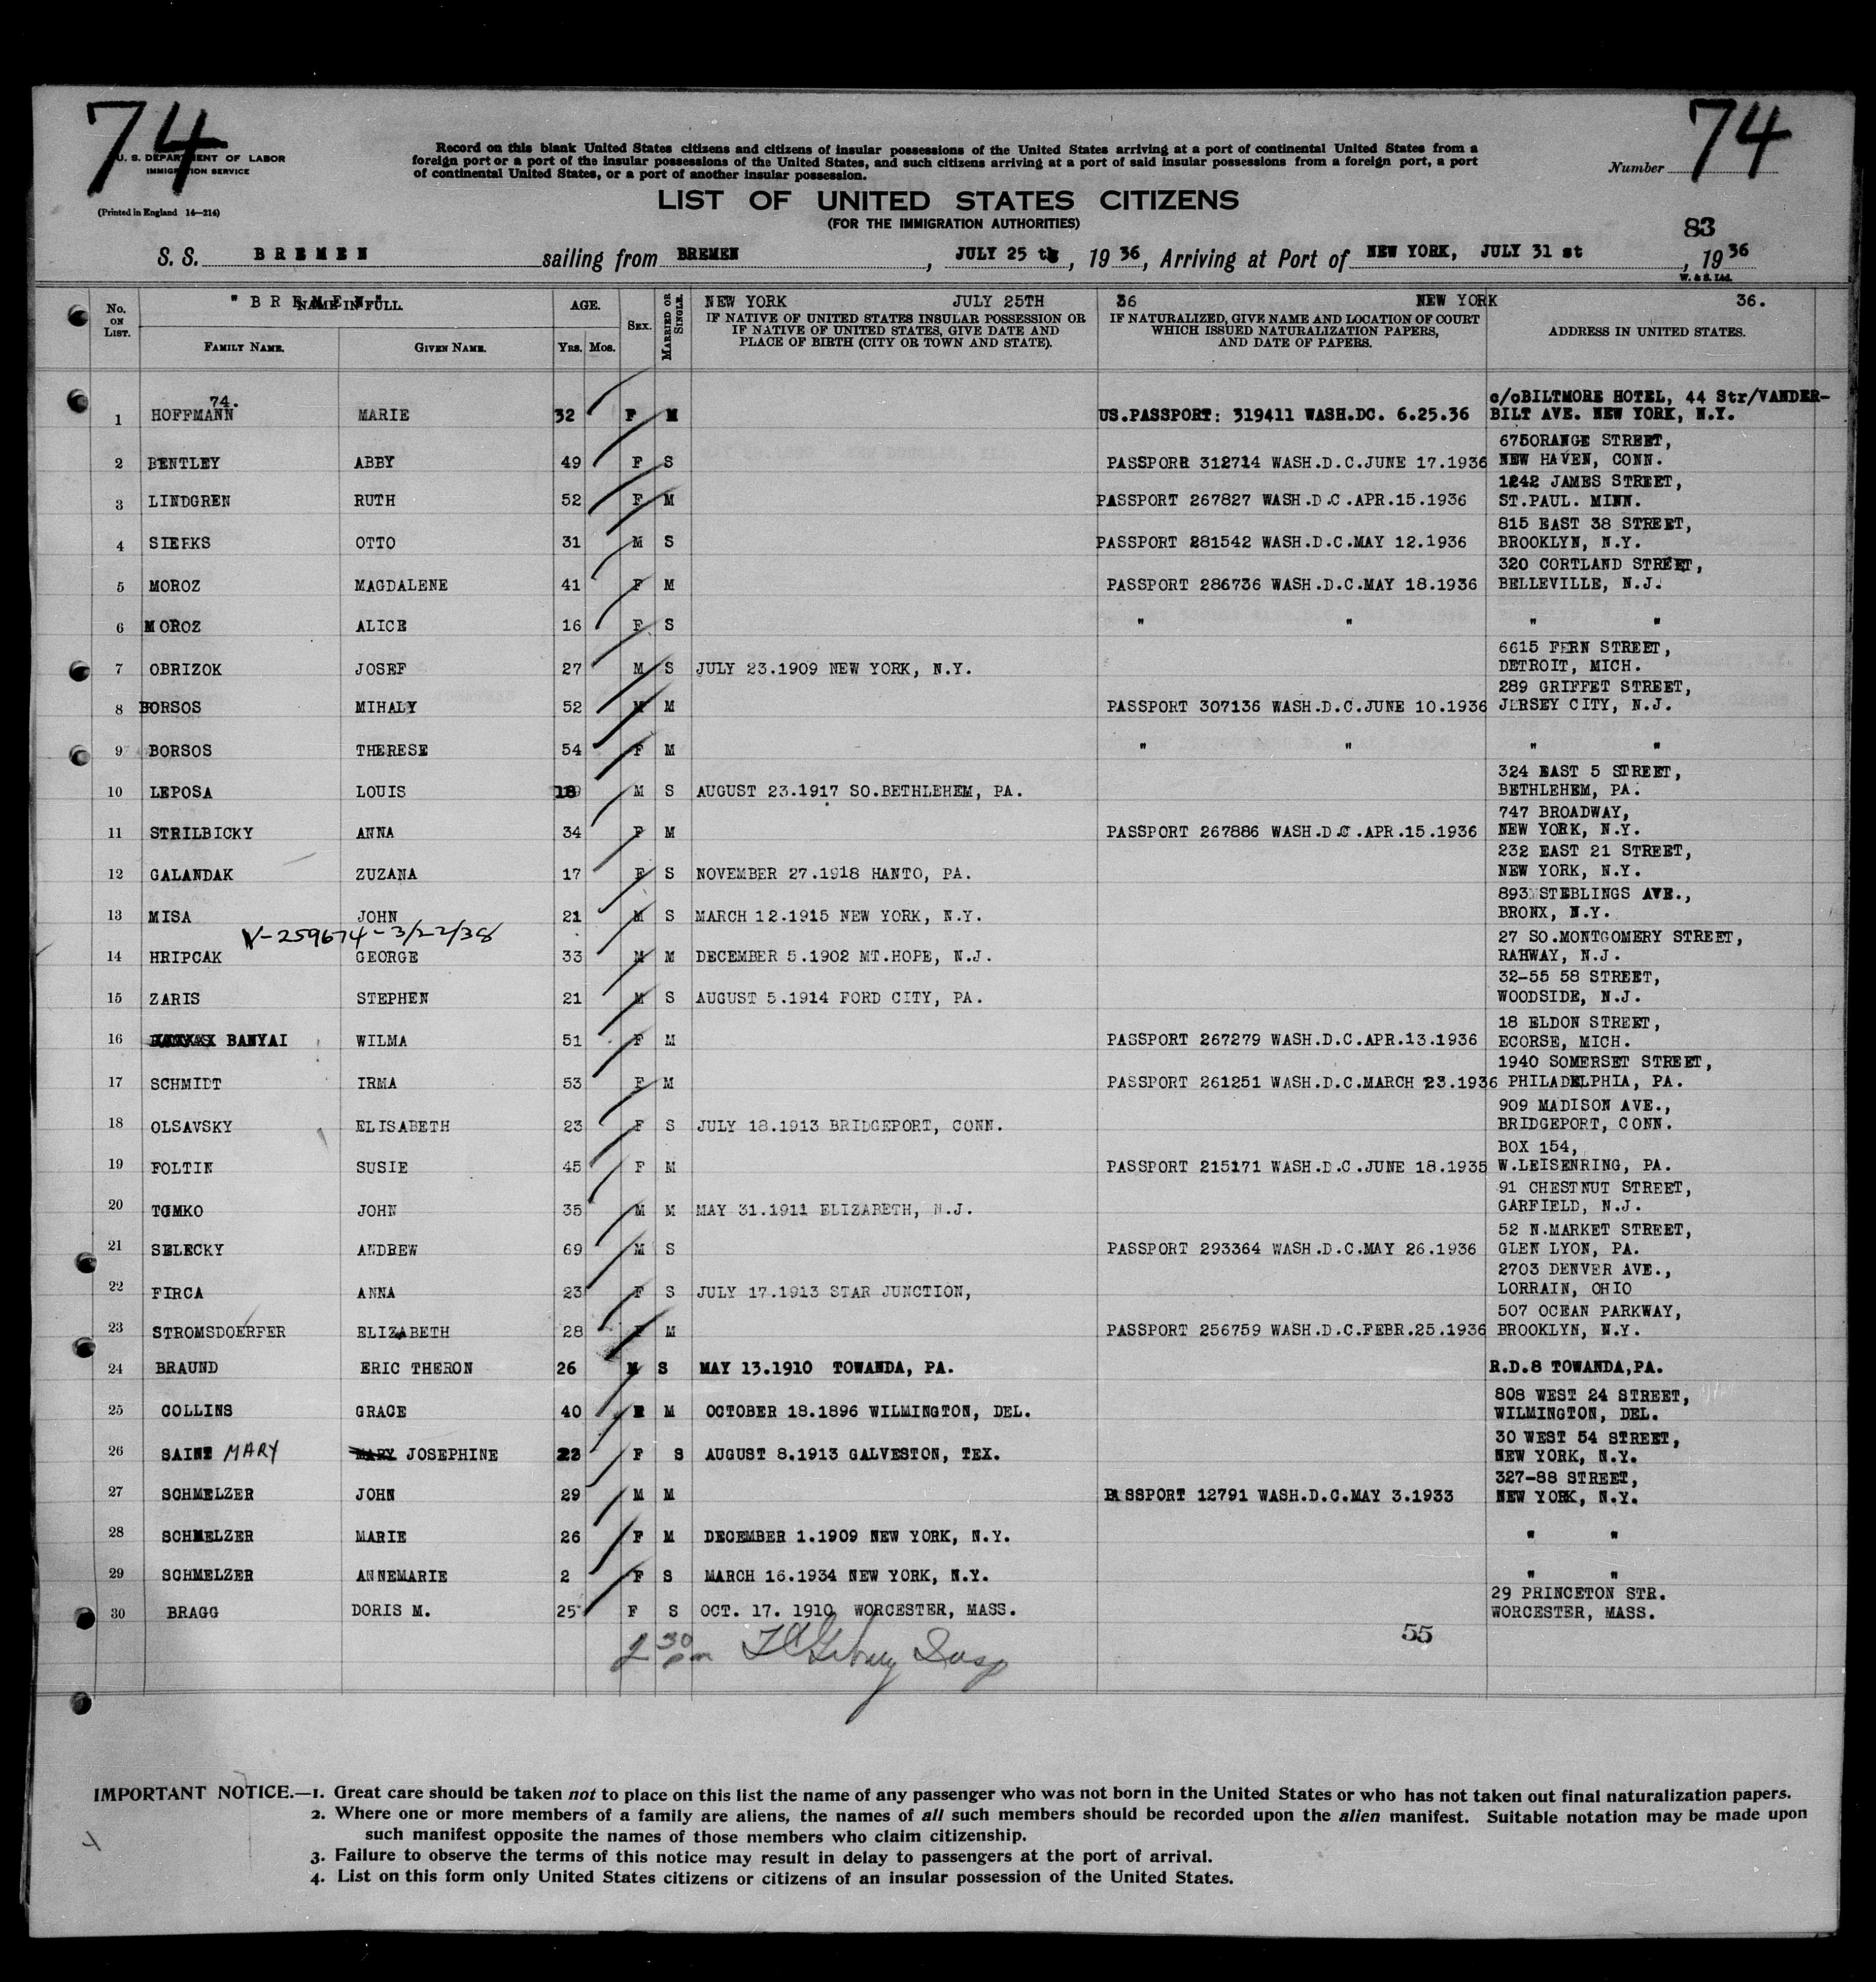 74
74
U. S. DEPARTMENT OF LABOR
IMMIGRATION SERVICE
(Printed in England 14—214)
Record on this blank United States citizens and citizens of insular possessions of the United States arriving at a port of continental United States from a
foreign port or a port of the insular possessions of the United States, and such citizens arriving at a port of said insular possessions from a foreign port, a port
of continental United States, or a port of another insular possession.
Number
LIST OF UNITED STATES CITIZENS
(FOR THE IMMIGRATION AUTHORITIES)
83
S. S. BREMEN sailing from BREMEN, JULY 25 th, 1936, Arriving at Port of NEW YORK, JULY 31 st, 1936
W. & S. Ltd.
"BREMEN" NEW YORK JULY 25TH 36 NEW YORK 36.
No. ON LIST. NAME IN FULL. AGE. SEX. MARRIED OR SINGLE. IF NATIVE OF UNITED STATES INSULAR POSSESSION OR IF NATIVE OF UNITED STATES, GIVE DATE AND PLACE OF BIRTH (CITY OR TOWN AND STATE). IF NATURALIZED, GIVE NAME AND LOCATION OF COURT WHICH ISSUED NATURALIZATION PAPERS, AND DATE OF PAPERS. ADDRESS IN UNITED STATES.
FAMILY NAME. GIVEN NAME. YRS. MOS.
74.
1 HOFFMANN MARIE 32 F M US.PASSPORT: 319411 WASH.DC. 6.25.36 c/oBILTMORE HOTEL, 44 Str/VANDER-
BILT AVE. NEW YORK, N.Y.
2 BENTLEY ABBY 49 F S PASSPORR 312714 WASH.D.C.JUNE 17.1936 675ORANGE STREET,
NEW HAVEN, CONN.
3 LINDGREN RUTH 52 F M PASSPORT 267827 WASH.D.C.APR.15.1936 1242 JAMES STREET,
ST.PAUL. MINN.
4 SIEFKS OTTO 31 M S PASSPORT 281542 WASH.D.C.MAY 12.1936 815 EAST 38 STREET,
BROOKLYN, N.Y.
5 MOROZ MAGDALENE 41 F M PASSPORT 286736 WASH.D.C.MAY 18.1936 320 CORTLAND STREET,
BELLEVILLE, N.J.
6 MOROZ ALICE 16 F S " " " "
7 OBRIZOK JOSEF 27 M S JULY 23.1909 NEW YORK, N.Y. 6615 FERN STREET,
DETROIT, MICH.
8 BORSOS MIHALY 52 M M PASSPORT 307136 WASH.D.C.JUNE 10.1936 289 GRIFFET STREET,
JERSEY CITY, N.J.
9 BORSOS THERESE 54 F M " " " "
10 LEPOSA LOUIS 18 M S AUGUST 23.1917 SO.BETHLEHEM, PA. 324 EAST 5 STREET,
BETHLEHEM, PA.
11 STRILBICKY ANNA 34 F M PASSPORT 267886 WASH.D.C.APR.15.1936 747 BROADWAY,
NEW YORK, N.Y.
12 GALANDAK ZUZANA 17 F S NOVEMBER 27.1918 HANTO, PA. 232 EAST 21 STREET,
NEW YORK, N.Y.
13 MISA JOHN 21 M S MARCH 12.1915 NEW YORK, N.Y. 893 STEBLINGS AVE.,
BRONX, N.Y.
V-259674-3/22/38
14 HRIPCAK GEORGE 33 M M DECEMBER 5.1902 MT.HOPE, N.J. 27 SO.MONTGOMERY STREET,
RAHWAY, N.J.
15 ZARIS STEPHEN 21 M S AUGUST 5.1914 FORD CITY, PA. 32-55 58 STREET,
WOODSIDE, N.J.
16 BANYAI WILMA 51 F M PASSPORT 267279 WASH.D.C.APR.13.1936 18 ELDON STREET,
ECORSE, MICH.
17 SCHMIDT IRMA 53 F M PASSPORT 261251 WASH.D.C.MARCH 23.1936 1940 SOMERSET STREET,
PHILADELPHIA, PA.
18 OLSAVSKY ELISABETH 23 F S JULY 18.1913 BRIDGEPORT, CONN. 909 MADISON AVE.,
BRIDGEPORT, CONN.
19 FOLTIN SUSIE 45 F M PASSPORT 215171 WASH.D.C.JUNE 18.1935 BOX 154,
W.LEISENRING, PA.
20 TOMKO JOHN 35 M M MAY 31.1911 ELIZABETH, N.J. 91 CHESTNUT STREET,
GARFIELD, N.J.
21 SELECKY ANDREW 69 M S PASSPORT 293364 WASH.D.C.MAY 26.1936 52 N.MARKET STREET,
GLEN LYON, PA.
22 FIRCA ANNA 23 F S JULY 17.1913 STAR JUNCTION, 2703 DENVER AVE.,
LORRAIN, OHIO
23 STROMSDOERFER ELIZABETH 28 F M PASSPORT 256759 WASH.D.C.FEBR.25.1936 507 OCEAN PARKWAY,
BROOKLYN, N.Y.
24 BRAUND ERIC THERON 26 M S MAY 13.1910 TOWANDA, PA. R.D.8 TOWANDA,PA.
25 COLLINS GRACE 40 M OCTOBER 18.1896 WILMINGTON, DEL. 808 WEST 24 STREET,
WILMINGTON, DEL.
26 SAINT MARY MARY JOSEPHINE 22 F S AUGUST 8.1913 GALVESTON, TEX. 30 WEST 54 STREET,
NEW YORK, N.Y.
27 SCHMELZER JOHN 29 M M PASSPORT 12791 WASH.D.C.MAY 3.1933 327-88 STREET,
NEW YORK, N.Y.
28 SCHMELZER MARIE 26 F M DECEMBER 1.1909 NEW YORK, N.Y. " "
29 SCHMELZER ANNEMARIE 2 F S MARCH 16.1934 NEW YORK, N.Y. " "
30 BRAGG DORIS M. 25 F S OCT. 17. 1910 WORCESTER, MASS. 29 PRINCETON STR.
WORCESTER, MASS.
55
2 30 pm
IMPORTANT NOTICE.—1. Great care should be taken not to place on this list the name of any passenger who was not born in the United States or who has not taken out final naturalization papers.
2. Where one or more members of a family are aliens, the names of all such members should be recorded upon the alien manifest. Suitable notation may be made upon
such manifest opposite the names of those members who claim citizenship.
3. Failure to observe the terms of this notice may result in delay to passengers at the port of arrival.
4. List on this form only United States citizens or citizens of an insular possession of the United States.